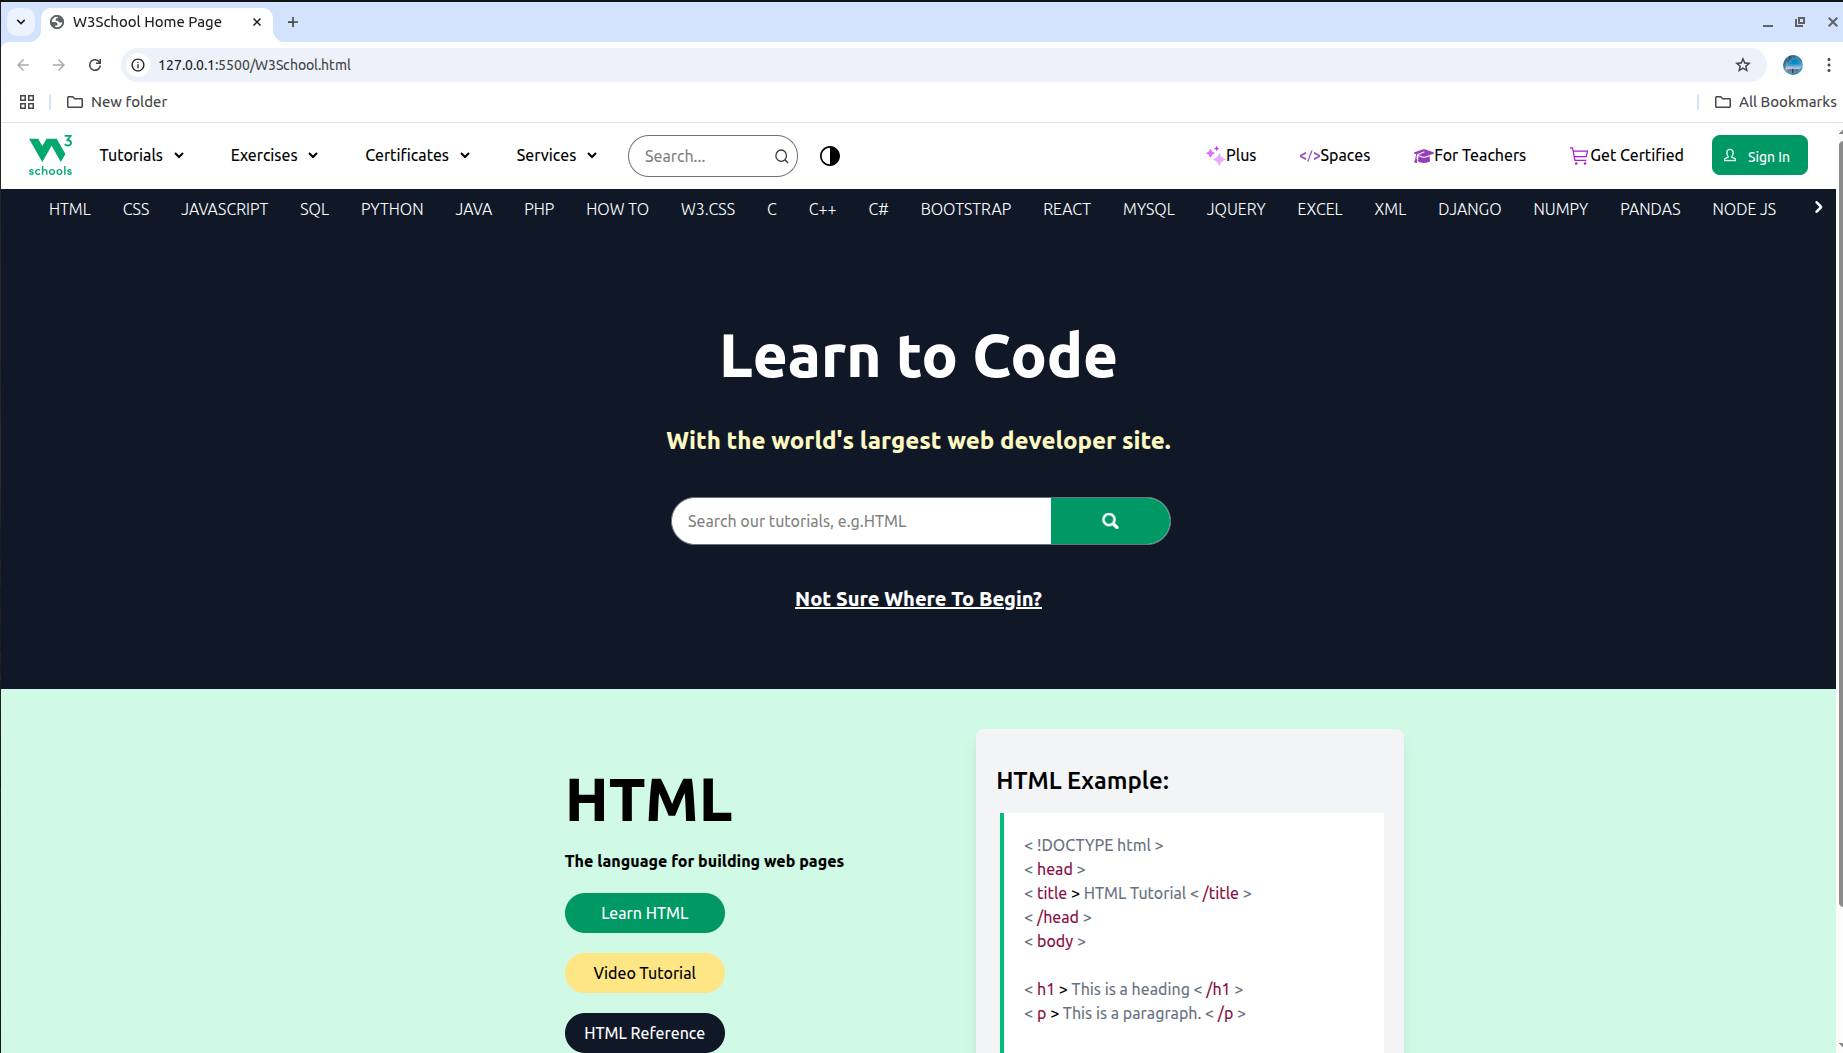 W3School Home Page
127.0.0.1:5500/W3School.html
New folder
All Bookmarks
W3 schools
Tutorials
Exercises
Certificates
Services
Search...
Plus
</>Spaces
For Teachers
Get Certified
Sign In
HTML CSS JAVASCRIPT SQL PYTHON JAVA PHP HOW TO W3.CSS C C++ C# BOOTSTRAP REACT MYSQL JQUERY EXCEL XML DJANGO NUMPY PANDAS NODE JS
Learn to Code
With the world's largest web developer site.
Search our tutorials, e.g.HTML
Not Sure Where To Begin?
HTML
The language for building web pages
Learn HTML
Video Tutorial
HTML Reference
HTML Example:
< !DOCTYPE html >
< head >
< title > HTML Tutorial < /title >
< /head >
< body >
< h1 > This is a heading < /h1 >
< p > This is a paragraph. < /p >